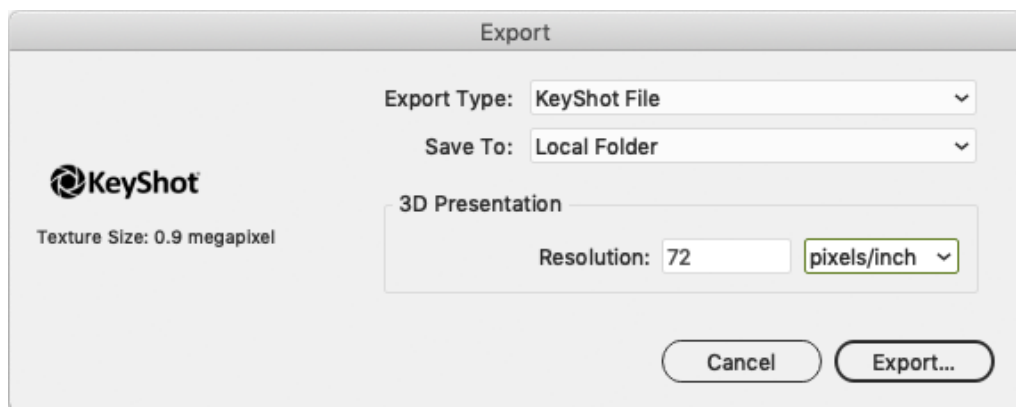 Export
Export Type: KeyShot File
Save To: Local Folder
KeyShot
Texture Size: 0.9 megapixel
3D Presentation
Resolution: 72 pixels/inch
Cancel Export...